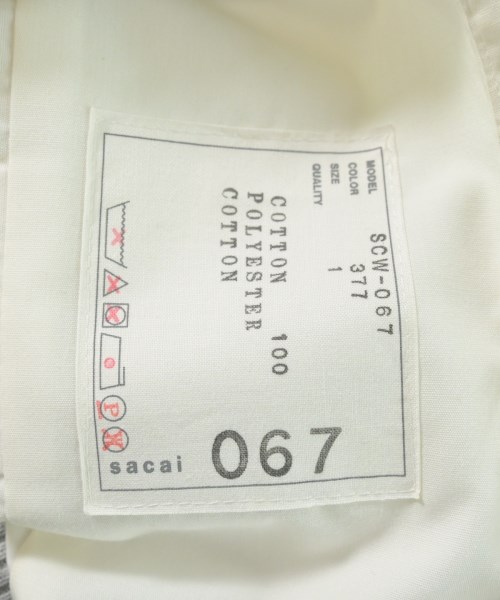 MODEL SCW-067
COLOR 377
SIZE 1
QUALITY
COTTON 100
POLYESTER
COTTON
P W
sacai 067